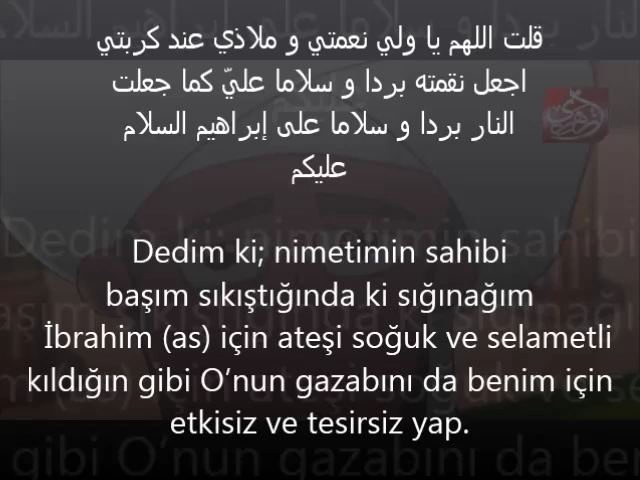 قلت اللهم يا ولي نعمتي و ملاذي عند كربتي
اجعل نقمته بردا و سلاما عليّ كما جعلت
النار بردا و سلاما على إبراهيم السلام
عليكم
Dedim ki; nimetimin sahibi
başım sıkıştığında ki sığınağım
İbrahim (as) için ateşi soğuk ve selametli
kıldığın gibi O’nun gazabını da benim için
etkisiz ve tesirsiz yap.